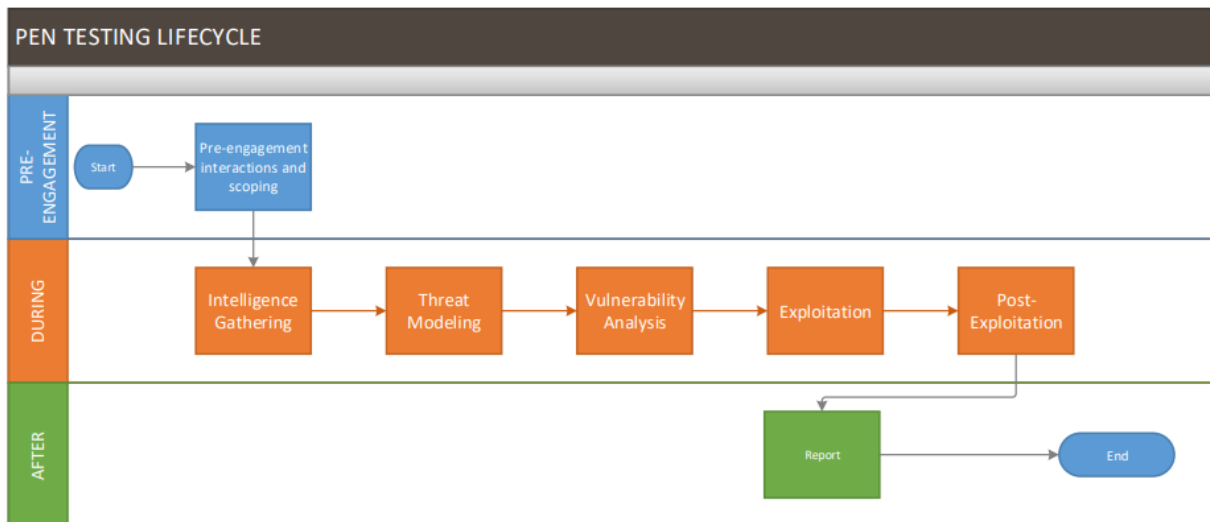 PEN TESTING LIFECYCLE
PRE-
ENGAGEMENT
Start
Pre-engagement
interactions and
scoping
DURING
Intelligence
Gathering
Threat
Modeling
Vulnerability
Analysis
Exploitation
Post-
Exploitation
AFTER
Report
End